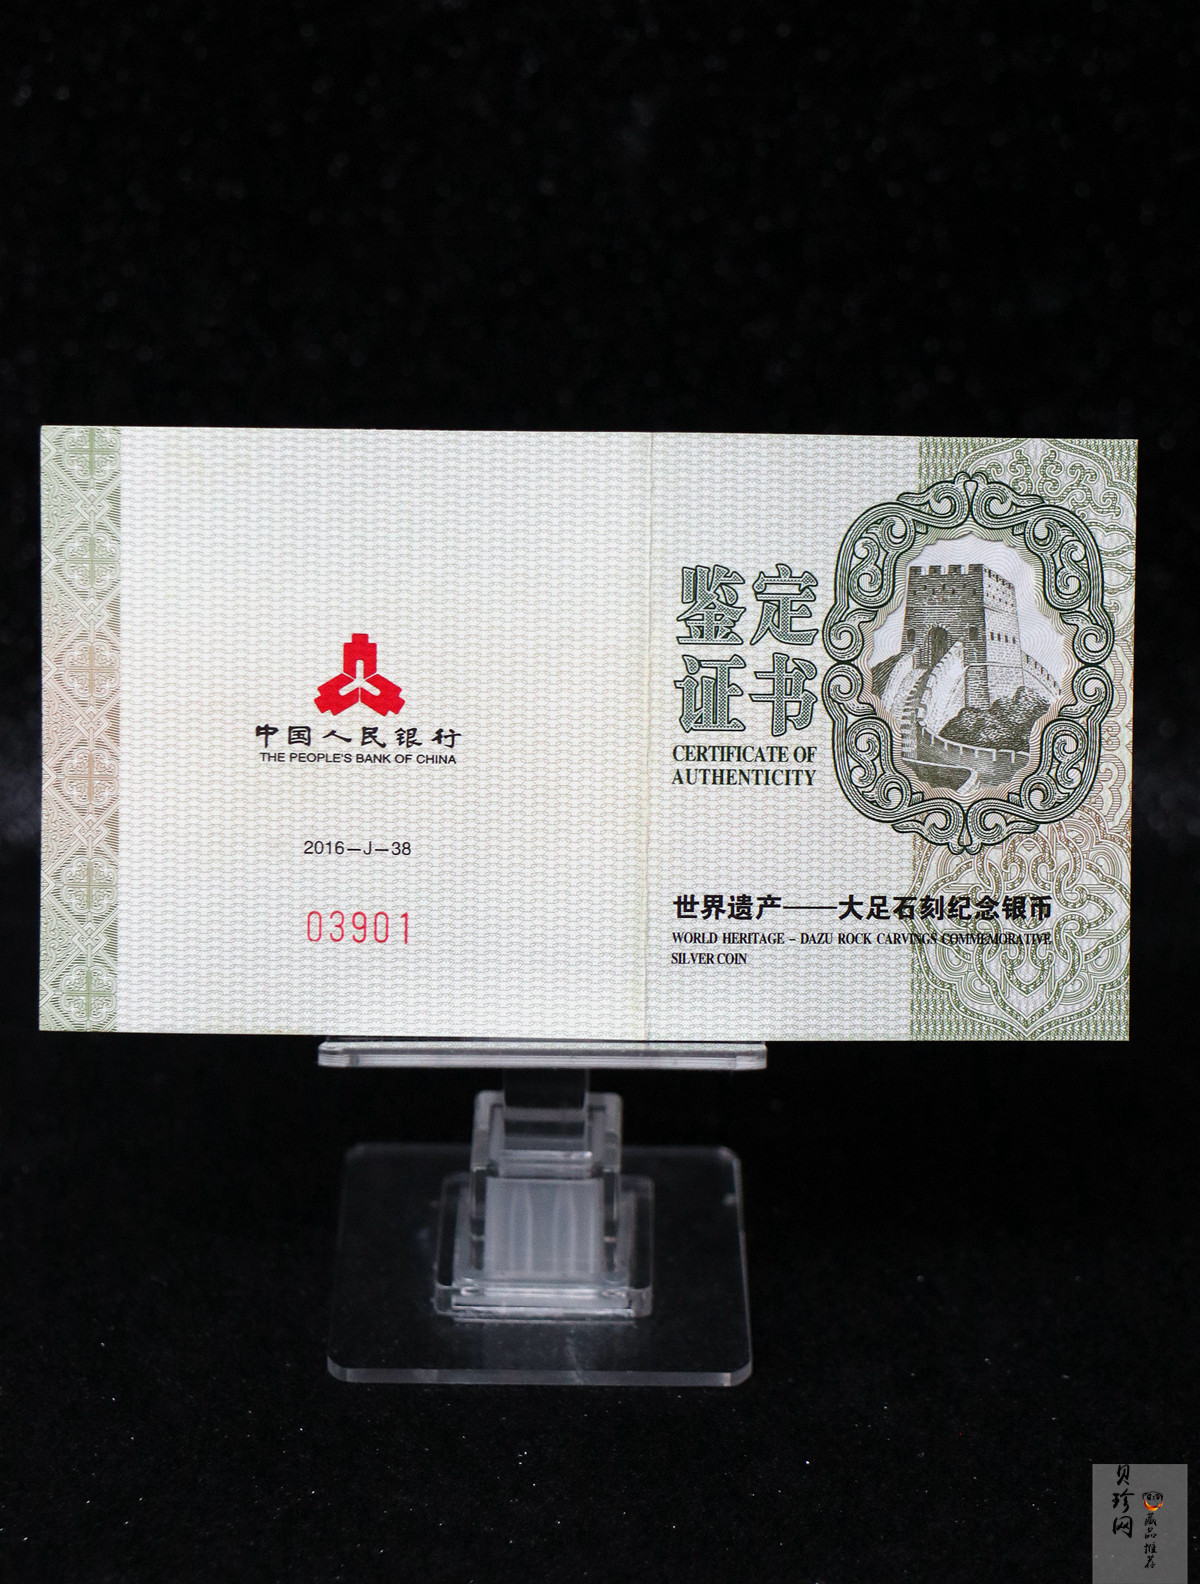 中国人民银行
THE PEOPLE'S BANK OF CHINA
2016—J—38
03901
鉴定
证书
CERTIFICATE OF
AUTHENTICITY
世界遗产——大足石刻纪念银币
WORLD HERITAGE – DAZU ROCK CARVINGS COMMEMORATIVE
SILVER COIN
贝珍网
藏品推荐